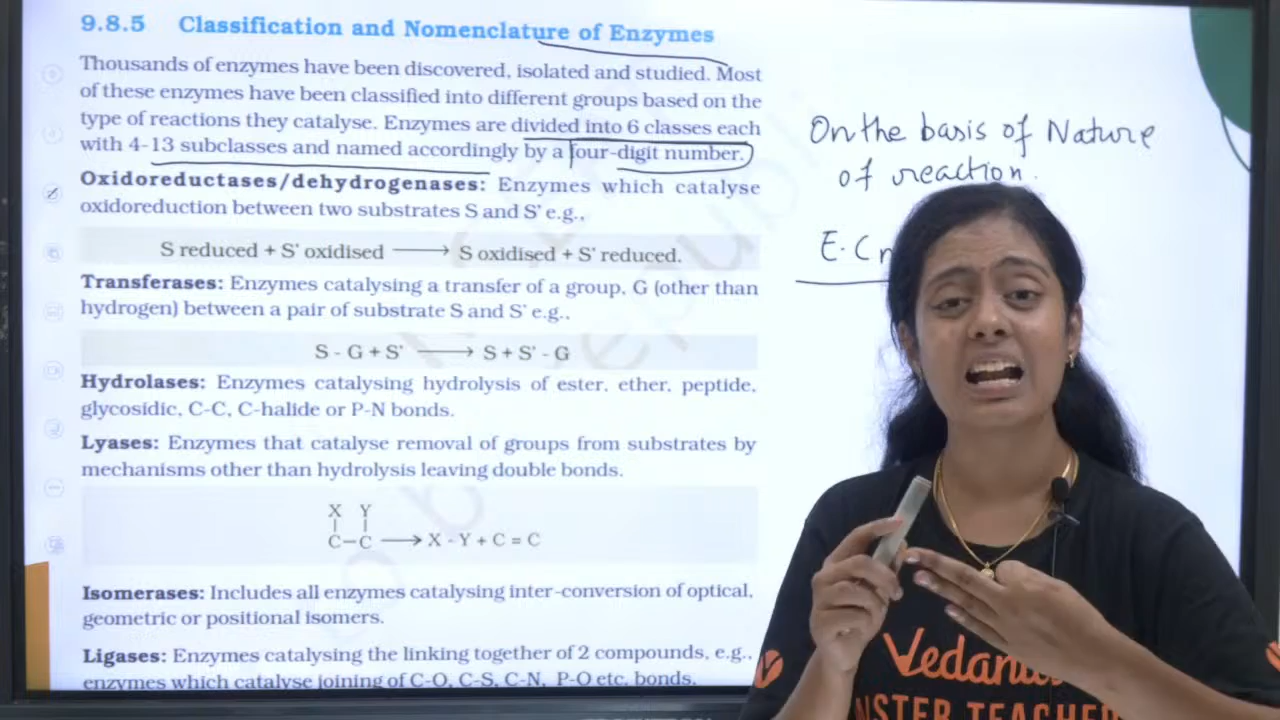 9.8.5 Classification and Nomenclature of Enzymes
Thousands of enzymes have been discovered, isolated and studied. Most
of these enzymes have been classified into different groups based on the
type of reactions they catalyse. Enzymes are divided into 6 classes each
with 4-13 subclasses and named accordingly by a four-digit number.
Oxidoreductases/dehydrogenases: Enzymes which catalyse
oxidoreduction between two substrates S and S' e.g.,
S reduced + S' oxidised ⟶ S oxidised + S' reduced.
Transferases: Enzymes catalysing a transfer of a group, G (other than
hydrogen) between a pair of substrate S and S' e.g.,
S - G + S' ⟶ S + S' - G
Hydrolases: Enzymes catalysing hydrolysis of ester, ether, peptide,
glycosidic, C-C, C-halide or P-N bonds.
Lyases: Enzymes that catalyse removal of groups from substrates by
mechanisms other than hydrolysis leaving double bonds.
X Y
C–C ⟶ X - Y + C = C
Isomerases: Includes all enzymes catalysing inter-conversion of optical,
geometric or positional isomers.
Ligases: Enzymes catalysing the linking together of 2 compounds, e.g.,
enzymes which catalyse joining of C-O, C-S, C-N, P-O etc. bonds.
On the basis of Nature
of reaction.
E.C
Vedan
TEACHER